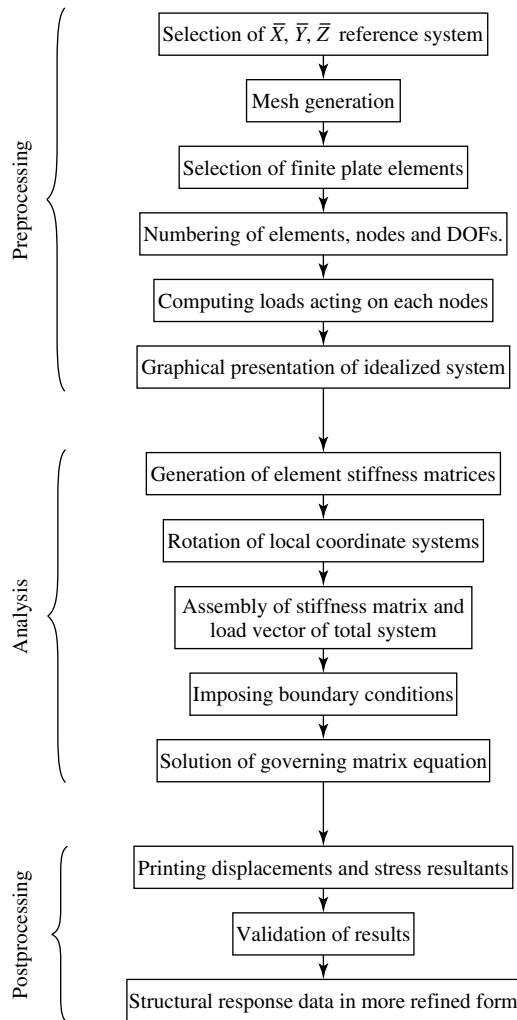 Preprocessing
Selection of X̅, Y̅, Z̅ reference system
Mesh generation
Selection of finite plate elements
Numbering of elements, nodes and DOFs.
Computing loads acting on each nodes
Graphical presentation of idealized system
Analysis
Generation of element stiffness matrices
Rotation of local coordinate systems
Assembly of stiffness matrix and
load vector of total system
Imposing boundary conditions
Solution of governing matrix equation
Postprocessing
Printing displacements and stress resultants
Validation of results
Structural response data in more refined form